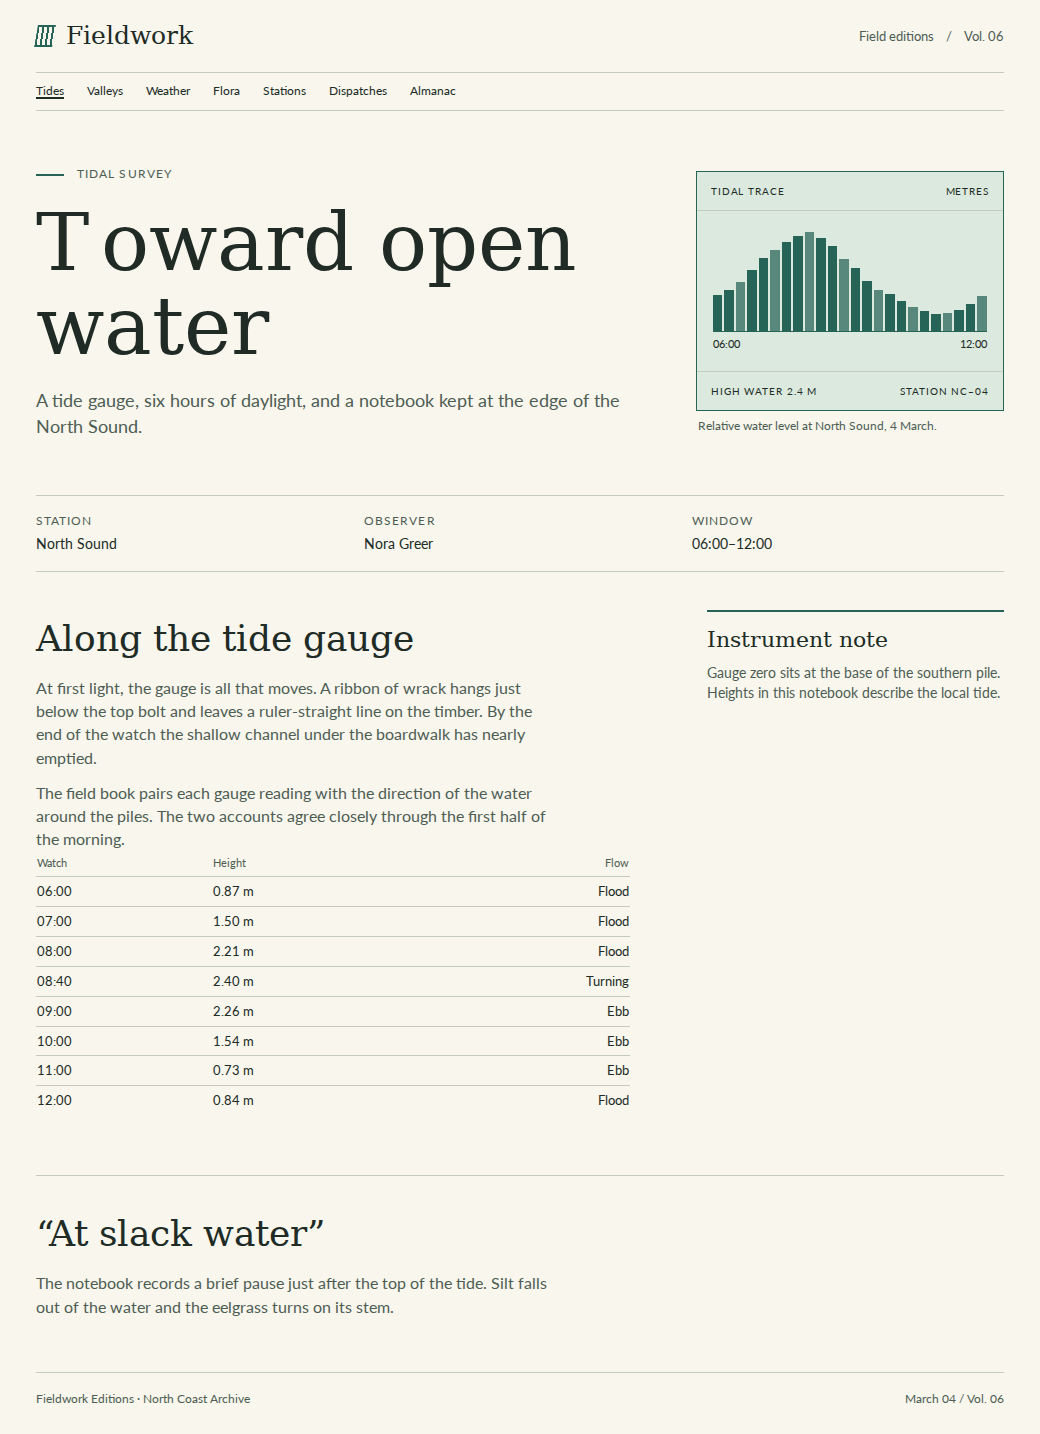 Fieldwork
Field editions / Vol. 06
Tides Valleys Weather Flora Stations Dispatches Almanac
TIDAL SURVEY
Toward open
water
A tide gauge, six hours of daylight, and a notebook kept at the edge of the
North Sound.
TIDAL TRACE METRES
06:00 12:00
HIGH WATER 2.4 M STATION NC–04
Relative water level at North Sound, 4 March.
STATION
North Sound
OBSERVER
Nora Greer
WINDOW
06:00–12:00
Along the tide gauge
At first light, the gauge is all that moves. A ribbon of wrack hangs just
below the top bolt and leaves a ruler-straight line on the timber. By the
end of the watch the shallow channel under the boardwalk has nearly
emptied.
The field book pairs each gauge reading with the direction of the water
around the piles. The two accounts agree closely through the first half of
the morning.
Watch Height Flow
06:00 0.87 m Flood
07:00 1.50 m Flood
08:00 2.21 m Flood
08:40 2.40 m Turning
09:00 2.26 m Ebb
10:00 1.54 m Ebb
11:00 0.73 m Ebb
12:00 0.84 m Flood
Instrument note
Gauge zero sits at the base of the southern pile.
Heights in this notebook describe the local tide.
“At slack water”
The notebook records a brief pause just after the top of the tide. Silt falls
out of the water and the eelgrass turns on its stem.
Fieldwork Editions · North Coast Archive
March 04 / Vol. 06